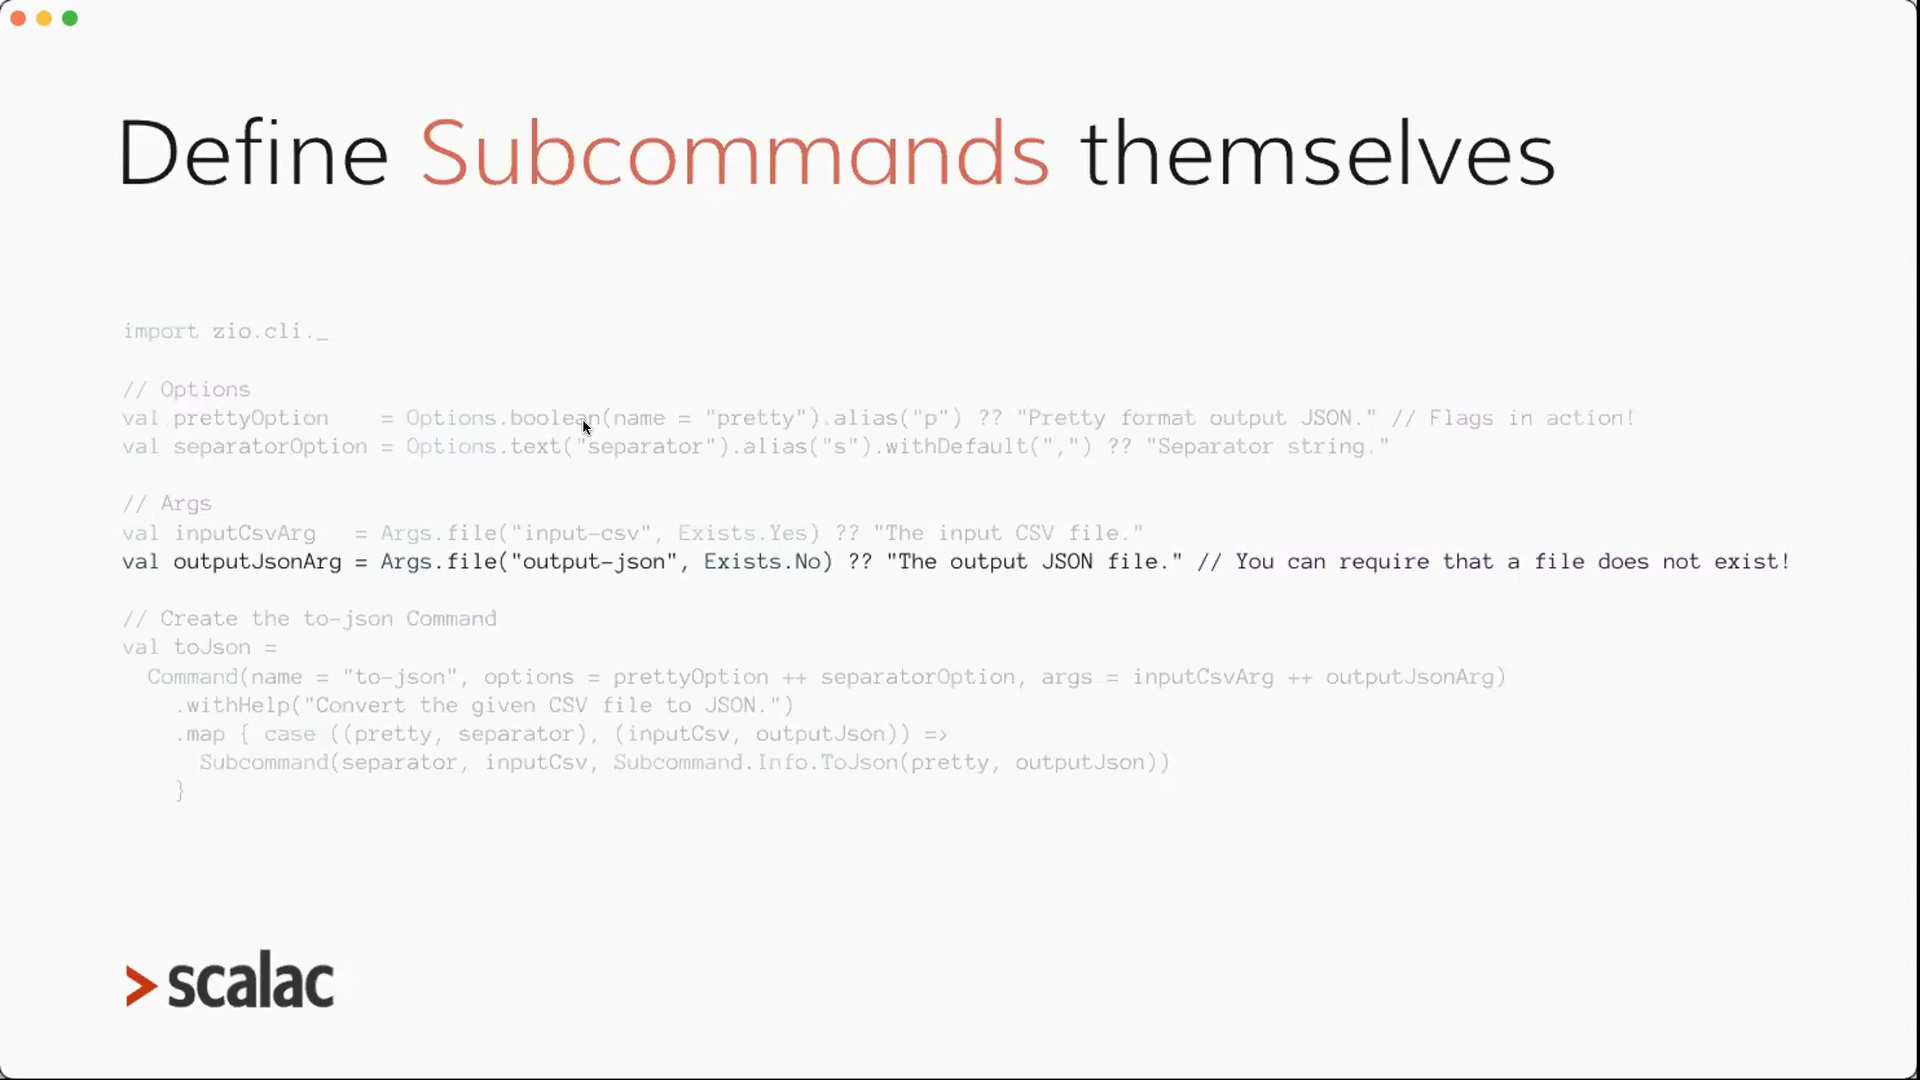 Define Subcommands themselves
import zio.cli._
// Options
val prettyOption    = Options.boolean(name = "pretty").alias("p") ?? "Pretty format output JSON." // Flags in action!
val separatorOption = Options.text("separator").alias("s").withDefault(",") ?? "Separator string."
// Args
val inputCsvArg   = Args.file("input-csv", Exists.Yes) ?? "The input CSV file."
val outputJsonArg = Args.file("output-json", Exists.No) ?? "The output JSON file." // You can require that a file does not exist!
// Create the to-json Command
val toJson =
  Command(name = "to-json", options = prettyOption ++ separatorOption, args = inputCsvArg ++ outputJsonArg)
    .withHelp("Convert the given CSV file to JSON.")
    .map { case ((pretty, separator), (inputCsv, outputJson)) =>
      Subcommand(separator, inputCsv, Subcommand.Info.ToJson(pretty, outputJson))
    }
scalac